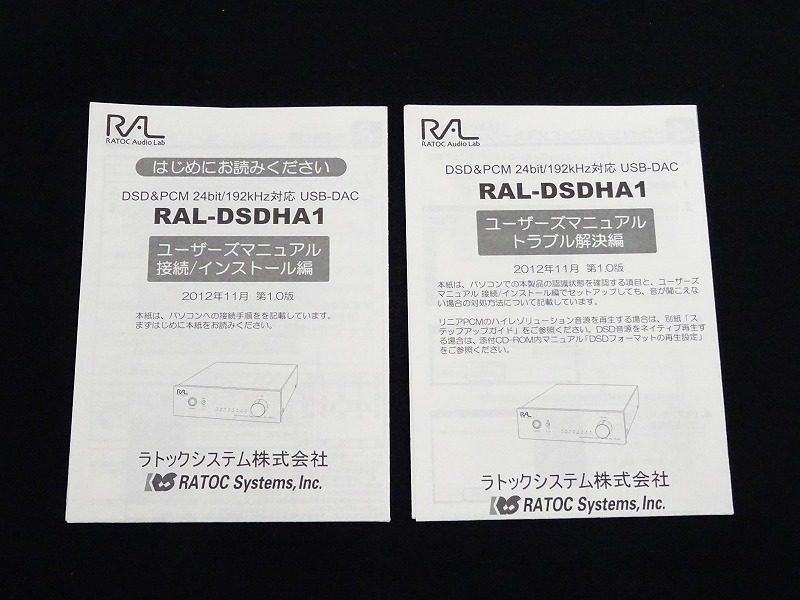 RAL
RATOC Audio Lab
はじめにお読みください
DSD&PCM 24bit/192kHz対応 USB-DAC
RAL-DSDHA1
ユーザーズマニュアル
接続/インストール編
2012年11月 第1.0版
本紙は、パソコンへの接続手順をを記載しています。
まずはじめに本紙をお読みください。
RAL
ラトックシステム株式会社
RATOC Systems, Inc.
RAL
RATOC Audio Lab
DSD&PCM 24bit/192kHz対応 USB-DAC
RAL-DSDHA1
ユーザーズマニュアル
トラブル解決編
2012年11月 第1.0版
本紙は、パソコンでの本製品の認識状態を確認する項目と、ユーザーズ
マニュアル 接続/インストール編でセットアップしても、音が聞こえな
い場合の対処方法について記載しています。
リニアPCMのハイレゾリューション音源を再生する場合は、別紙「ス
テップアップガイド」をご参照ください。DSD音源をネイティブ再生す
る場合は、添付CD-ROM内マニュアル「DSDフォーマットの再生設定」
をご参照ください。
RAL
ラトックシステム株式会社
RATOC Systems, Inc.